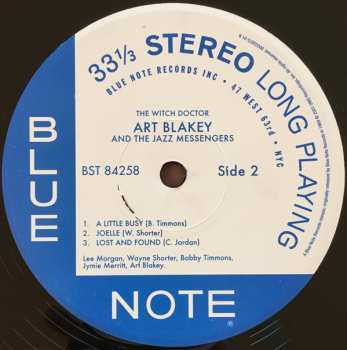 33⅓ STEREO LONG PLAYING
BLUE NOTE RECORDS INC • 47 WEST 63rd • NYC
THE WITCH DOCTOR
ART BLAKEY
AND THE JAZZ MESSENGERS
BST 84258
Side 2
1. A LITTLE BUSY (B. Timmons)
2. JOELLE (W. Shorter)
3. LOST AND FOUND (C. Jordan)
Lee Morgan, Wayne Shorter, Bobby Timmons,
Jymie Merritt, Art Blakey.
BLUE
NOTE®